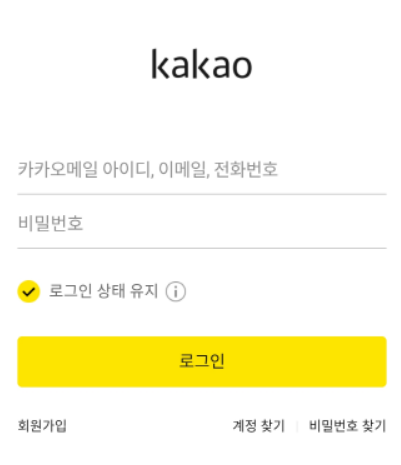 kakao
카카오메일 아이디, 이메일, 전화번호
비밀번호
로그인 상태 유지
로그인
회원가입 계정 찾기 비밀번호 찾기